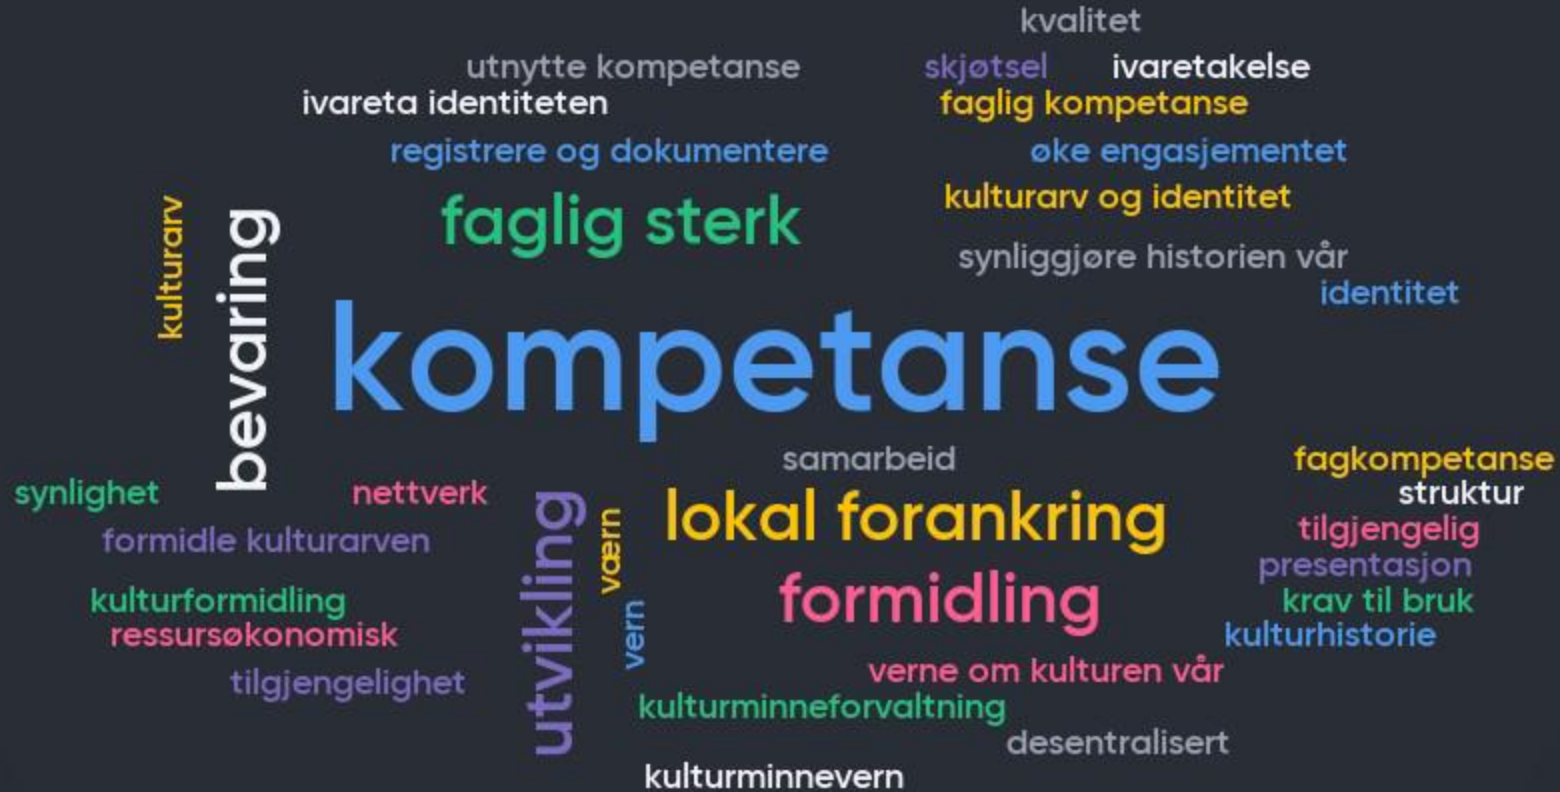 kvalitet
utnytte kompetanse
skjøtsel
ivaretakelse
ivareta identiteten
faglig kompetanse
registrere og dokumentere
øke engasjementet
kulturarv
bevaring
faglig sterk
kulturarv og identitet
synliggjøre historien vår
identitet
kompetanse
samarbeid
fagkompetanse
synlighet
nettverk
struktur
utvikling
værn
lokal forankring
tilgjengelig
formidle kulturarven
presentasjon
kulturformidling
vern
formidling
krav til bruk
ressursøkonomisk
kulturhistorie
tilgjengelighet
verne om kulturen vår
kulturminneforvaltning
desentralisert
kulturminnevern